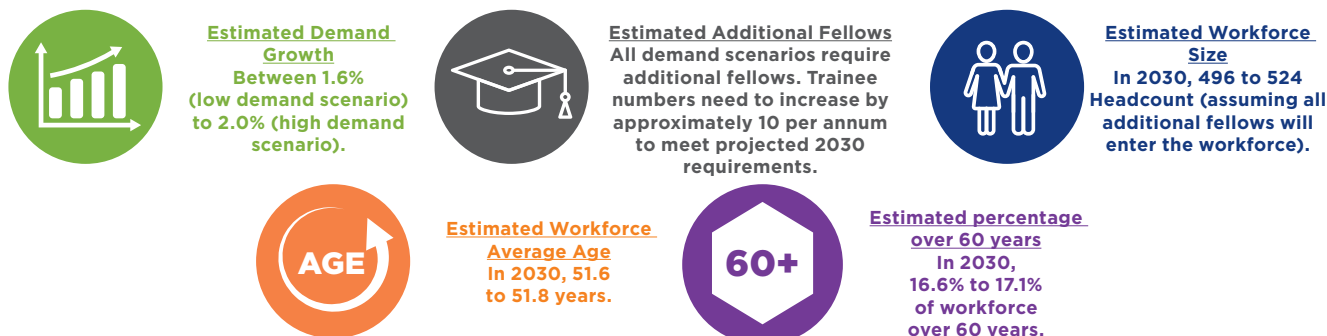 Estimated Demand
Growth
Between 1.6%
(low demand scenario)
to 2.0% (high demand
scenario).
Estimated Additional Fellows
All demand scenarios require
additional fellows. Trainee
numbers need to increase by
approximately 10 per annum
to meet projected 2030
requirements.
Estimated Workforce
Size
In 2030, 496 to 524
Headcount (assuming all
additional fellows will
enter the workforce).
AGE
Estimated Workforce
Average Age
In 2030, 51.6
to 51.8 years.
60+
Estimated percentage
over 60 years
In 2030,
16.6% to 17.1%
of workforce
over 60 years.